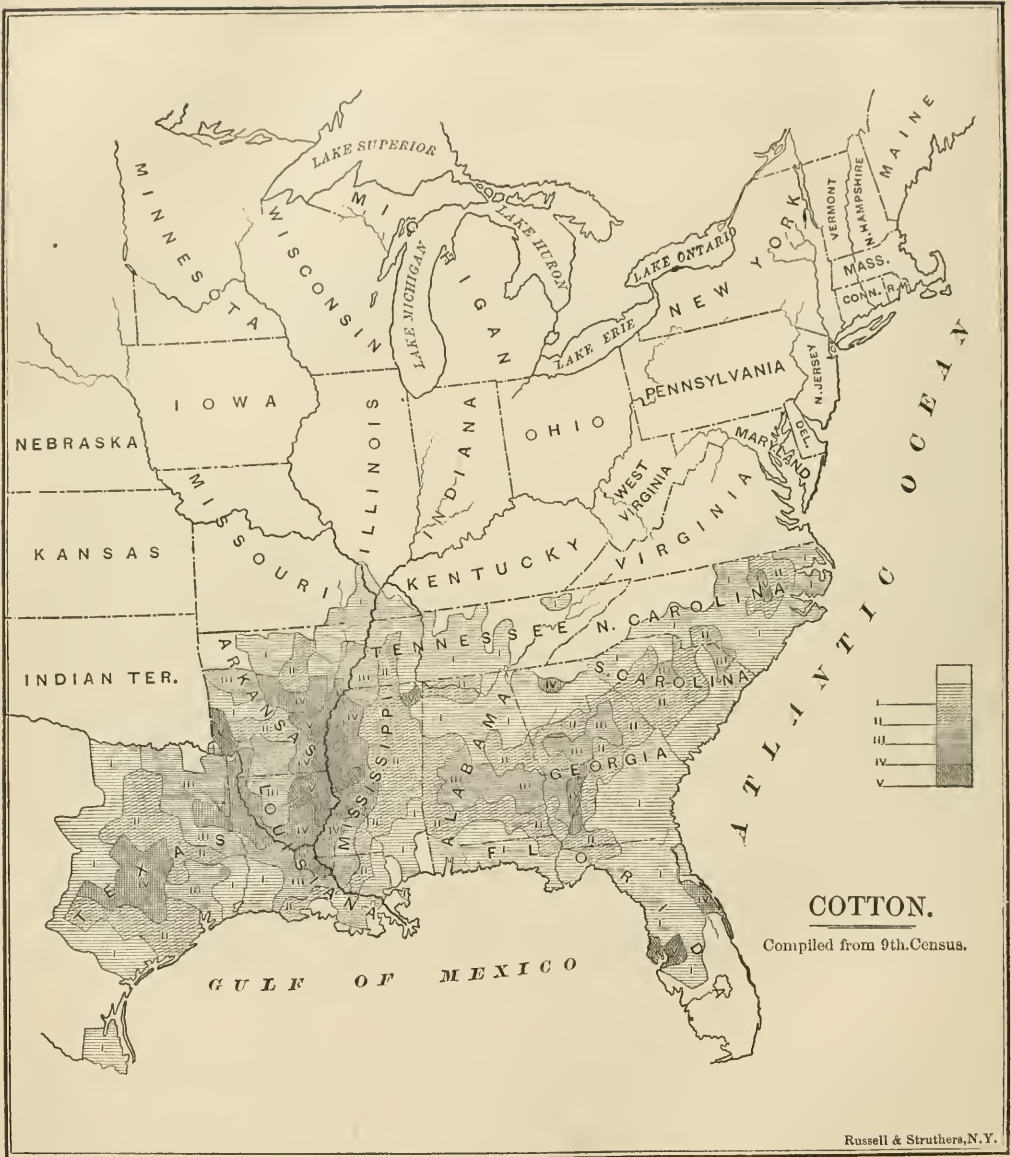 LAKE SUPERIOR
MAINE
MINNESOTA
WISCONSIN
MICHIGAN
LAKE HURON
LAKE MICHIGAN
LAKE ONTARIO
NEW YORK
VERMONT
N. HAMPSHIRE
MASS.
CONN.
R.I.
LAKE ERIE
IOWA
ILLINOIS
INDIANA
OHIO
PENNSYLVANIA
N. JERSEY
NEBRASKA
MARYLAND
DEL.
WEST
VIRGINIA
VIRGINIA
ATLANTIC OCEAN
KANSAS
MISSOURI
KENTUCKY
INDIAN TER.
ARKANSAS
TENNESSEE
N. CAROLINA
S. CAROLINA
I
II
III
IV
V
MISSISSIPPI
ALABAMA
GEORGIA
TEXAS
LOUISIANA
FLORIDA
COTTON.
Compiled from 9th.Census.
GULF OF MEXICO
Russell & Struthers,N.Y.